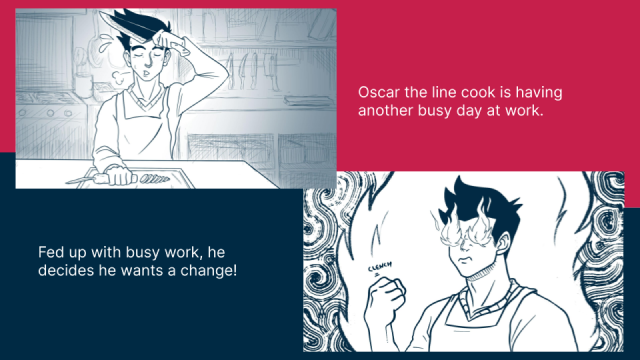 Oscar the line cook is having
another busy day at work.
CLENCH
Fed up with busy work, he
decides he wants a change!